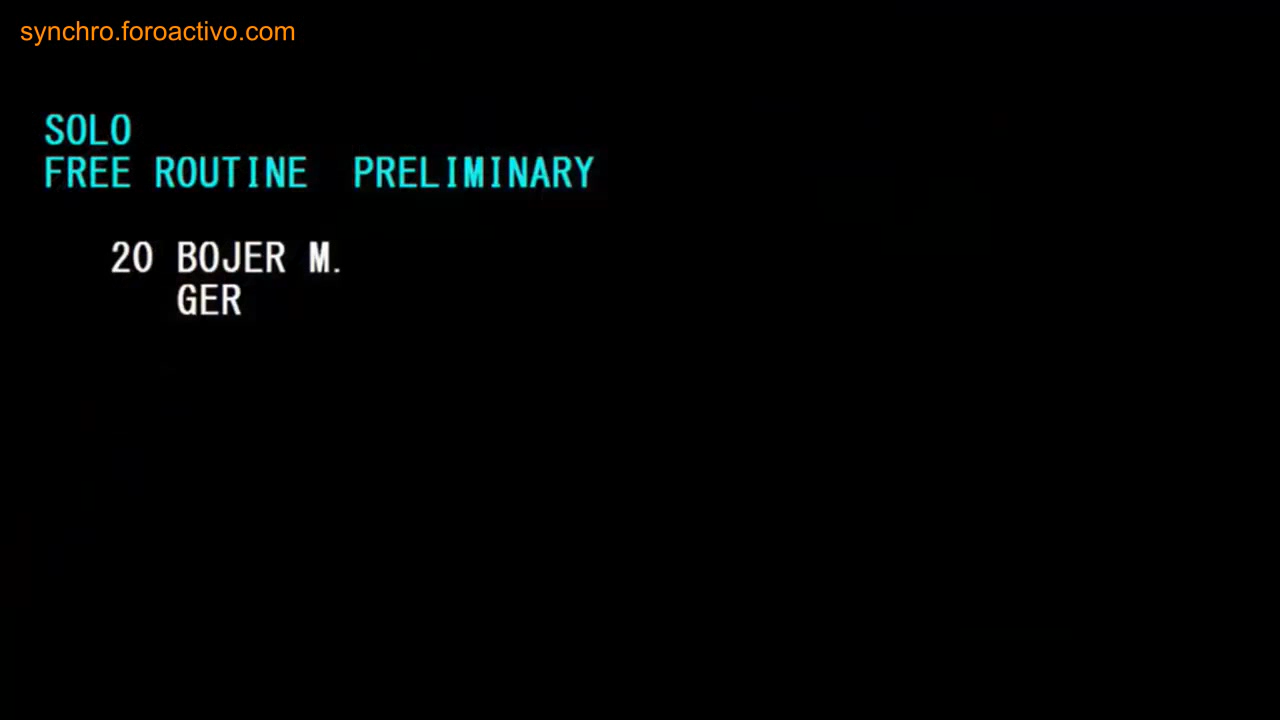 synchro.foroactivo.com
SOLO
FREE ROUTINE PRELIMINARY
20 BOJER M.
GER